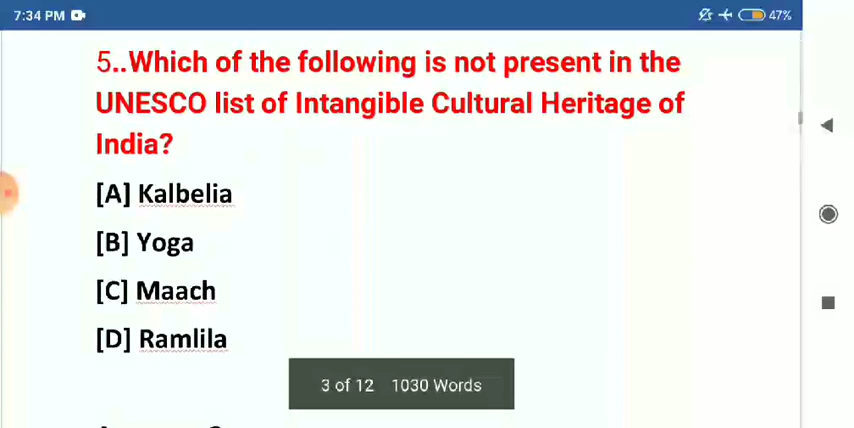 7:34 PM
47%
5..Which of the following is not present in the
UNESCO list of Intangible Cultural Heritage of
India?
[A] Kalbelia
[B] Yoga
[C] Maach
[D] Ramlila
3 of 12 1030 Words